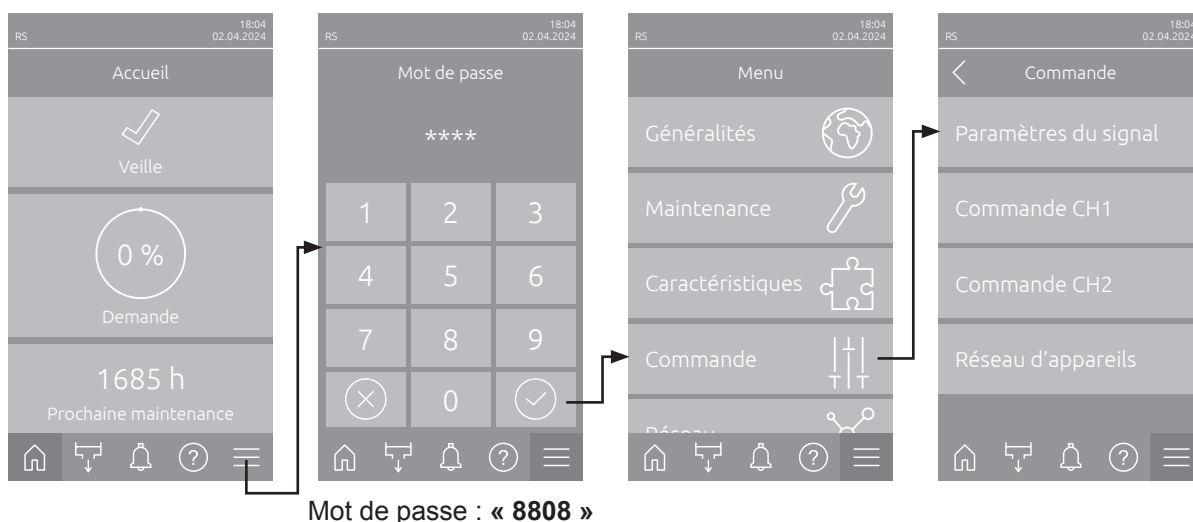 RS
18:04
02.04.2024
Accueil
Veille
0 %
Demande
1685 h
Prochaine maintenance
?
RS
18:04
02.04.2024
Mot de passe
****
1 2 3
4 5 6
7 8 9
0
?
Mot de passe : « 8808 »
RS
18:04
02.04.2024
Menu
Généralités
Maintenance
Caractéristiques
Commande
Réseau
?
RS
18:04
02.04.2024
Commande
Paramètres du signal
Commande CH1
Commande CH2
Réseau d’appareils
?